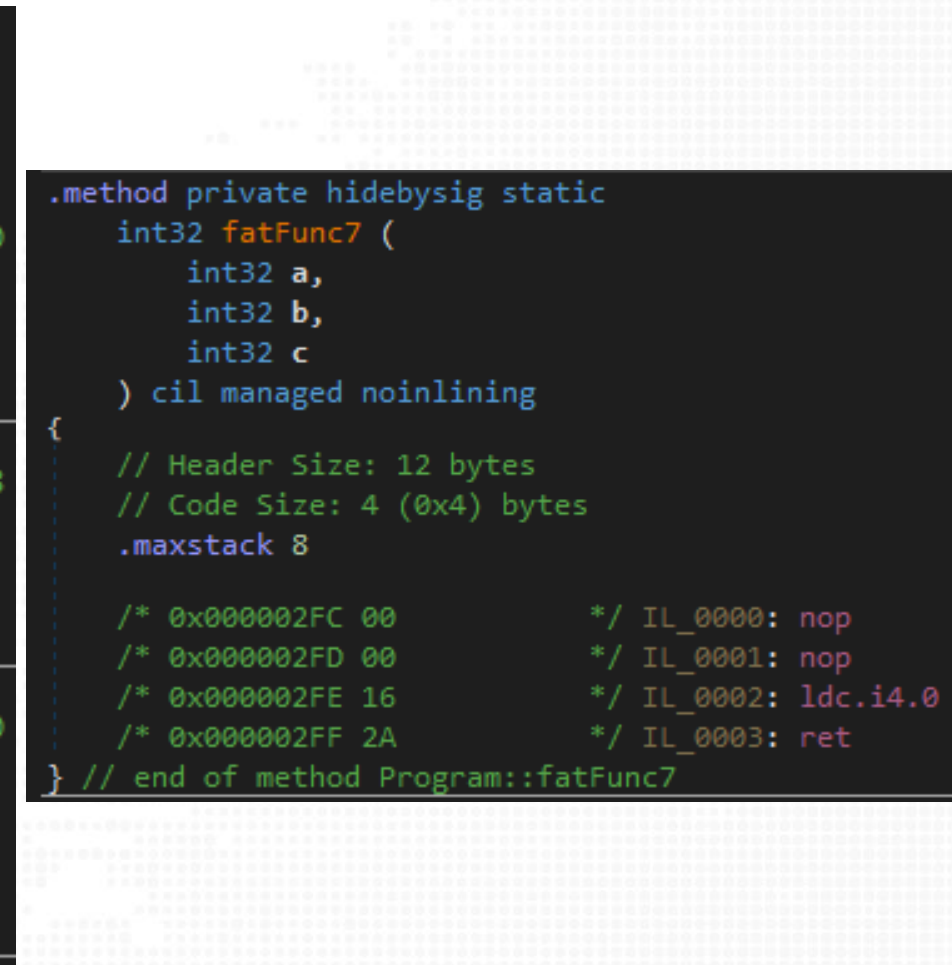 .method private hidebysig static
int32 fatFunc7 (
int32 a,
int32 b,
int32 c
) cil managed noinlining
{
// Header Size: 12 bytes
// Code Size: 4 (0x4) bytes
.maxstack 8
/* 0x000002FC 00 */ IL_0000: nop
/* 0x000002FD 00 */ IL_0001: nop
/* 0x000002FE 16 */ IL_0002: ldc.i4.0
/* 0x000002FF 2A */ IL_0003: ret
} // end of method Program::fatFunc7